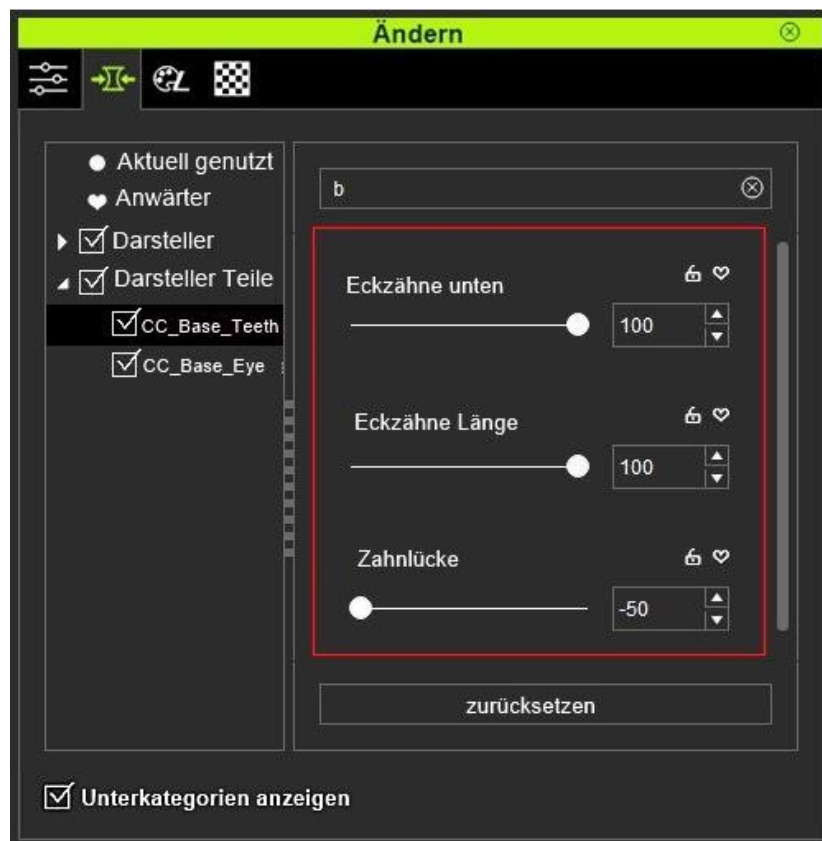 Ändern
Aktuell genutzt
Anwärter
Darsteller
Darsteller Teile
CC_Base_Teeth
CC_Base_Eye
b
Eckzähne unten
100
Eckzähne Länge
100
Zahnlücke
-50
zurücksetzen
Unterkategorien anzeigen